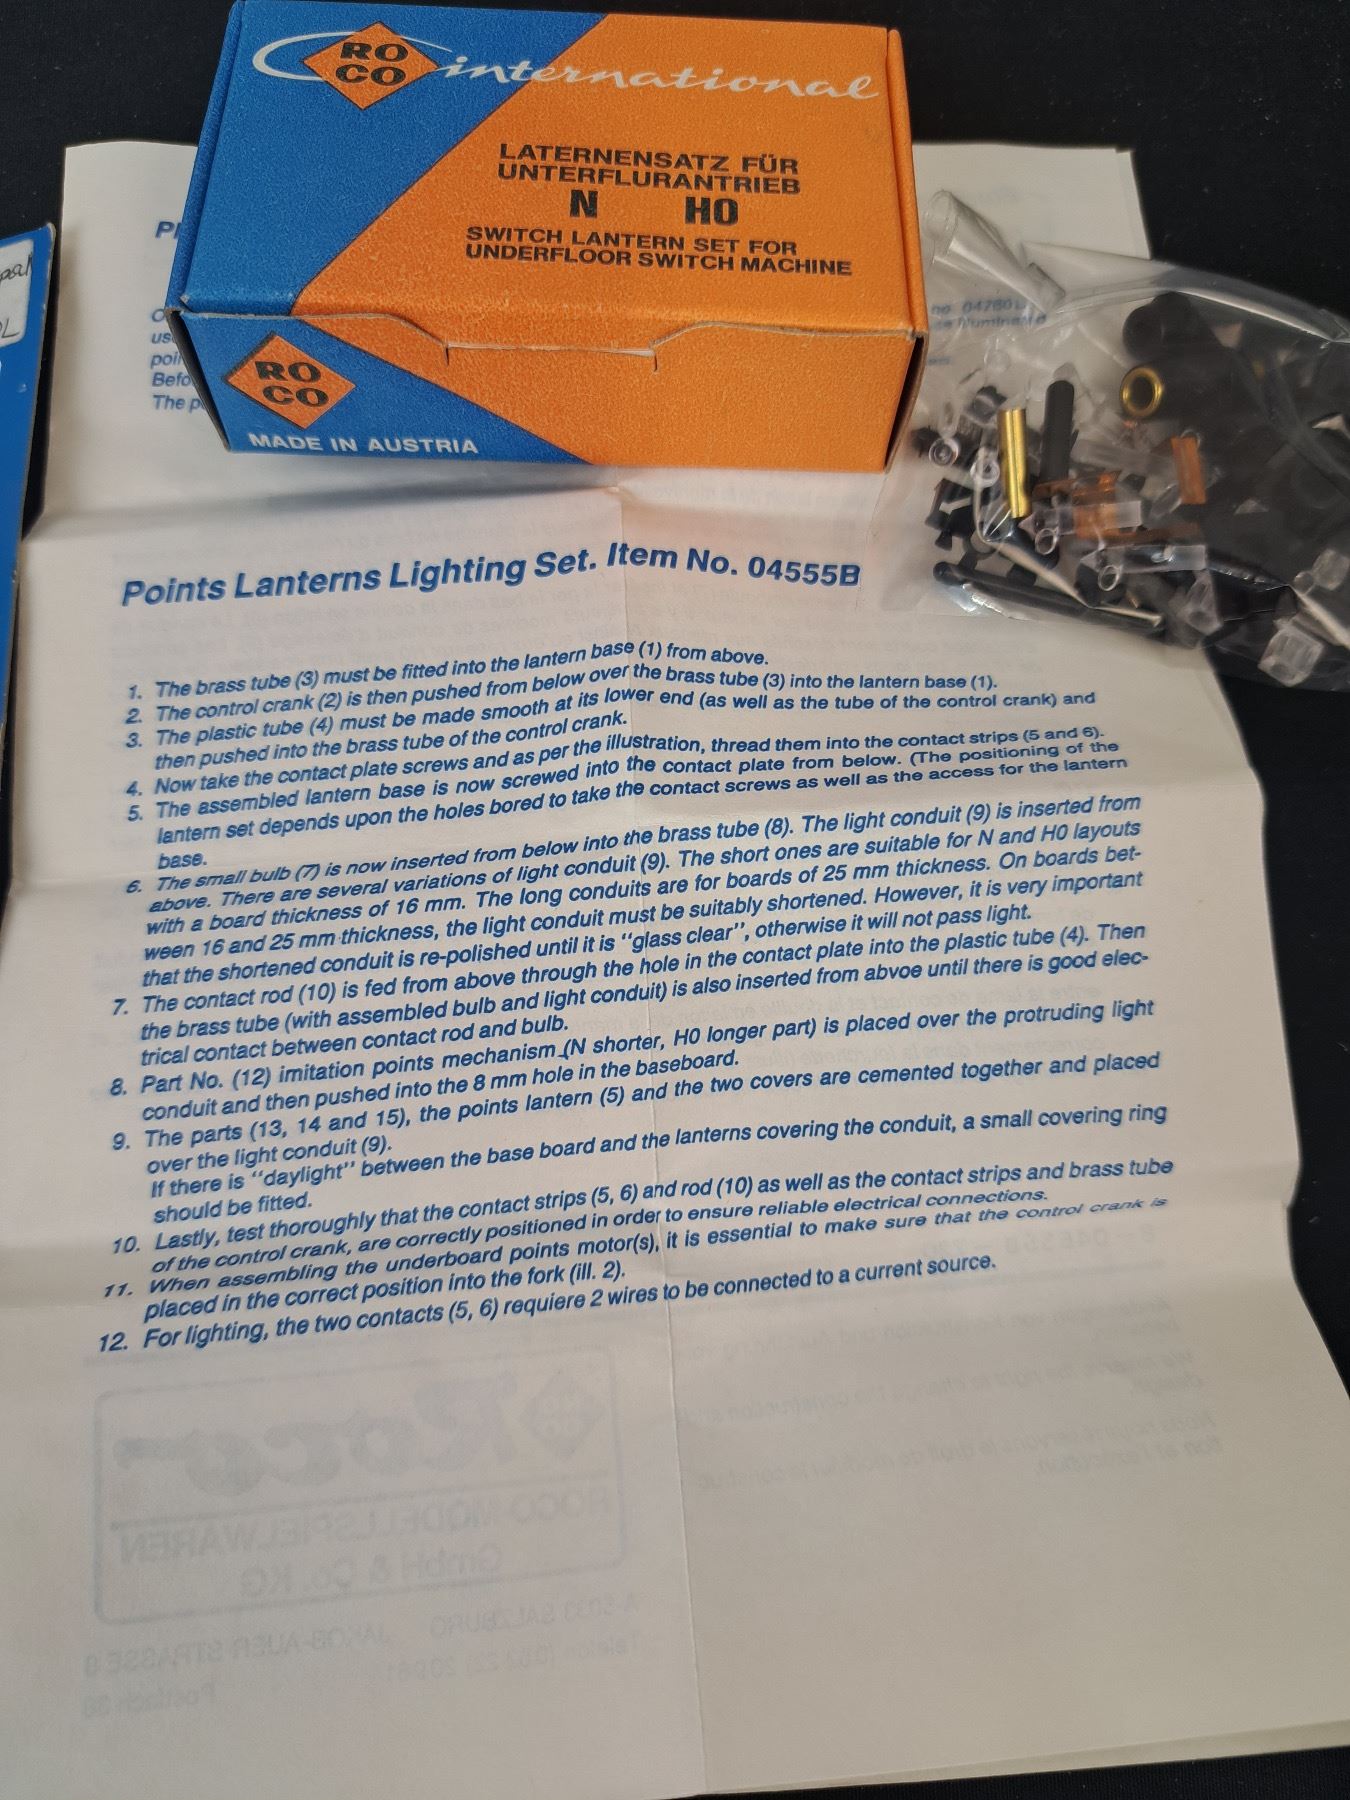 ROCO international
LATERNENSATZ FÜR
UNTERFLURANTRIEB
N HO
SWITCH LANTERN SET FOR
UNDERFLOOR SWITCH MACHINE
ROCO
MADE IN AUSTRIA
no. 04760
Befo
The p
Points Lanterns Lighting Set. Item No. 04555B
1. The brass tube (3) must be fitted into the lantern base (1) from above.
2. The control crank (2) is then pushed from below over the brass tube (3) into the lantern base (1).
3. The plastic tube (4) must be made smooth at its lower end (as well as the tube of the control crank) and
then pushed into the brass tube of the control crank.
4. Now take the contact plate screws and as per the illustration, thread them into the contact strips (5 and 6).
5. The assembled lantern base is now screwed into the contact plate from below. (The positioning of the
lantern set depends upon the holes bored to take the contact screws as well as the access for the lantern
base.
6. The small bulb (7) is now inserted from below into the brass tube (8). The light conduit (9) is inserted from
above. There are several variations of light conduit (9). The short ones are suitable for N and H0 layouts
with a board thickness of 16 mm. The long conduits are for boards of 25 mm thickness. On boards bet-
ween 16 and 25 mm thickness, the light conduit must be suitably shortened. However, it is very important
that the shortened conduit is re-polished until it is "glass clear", otherwise it will not pass light.
7. The contact rod (10) is fed from above through the hole in the contact plate into the plastic tube (4). Then
the brass tube (with assembled bulb and light conduit) is also inserted from abvoe until there is good elec-
trical contact between contact rod and bulb.
8. Part No. (12) imitation points mechanism (N shorter, H0 longer part) is placed over the protruding light
conduit and then pushed into the 8 mm hole in the baseboard.
9. The parts (13, 14 and 15), the points lantern (5) and the two covers are cemented together and placed
over the light conduit (9).
If there is "daylight" between the base board and the lanterns covering the conduit, a small covering ring
should be fitted.
10. Lastly, test thoroughly that the contact strips (5, 6) and rod (10) as well as the contact strips and brass tube
of the control crank, are correctly positioned in order to ensure reliable electrical connections.
11. When assembling the underboard points motor(s), it is essential to make sure that the control crank is
placed in the correct position into the fork (ill. 2).
12. For lighting, the two contacts (5, 6) requiere 2 wires to be connected to a current source.